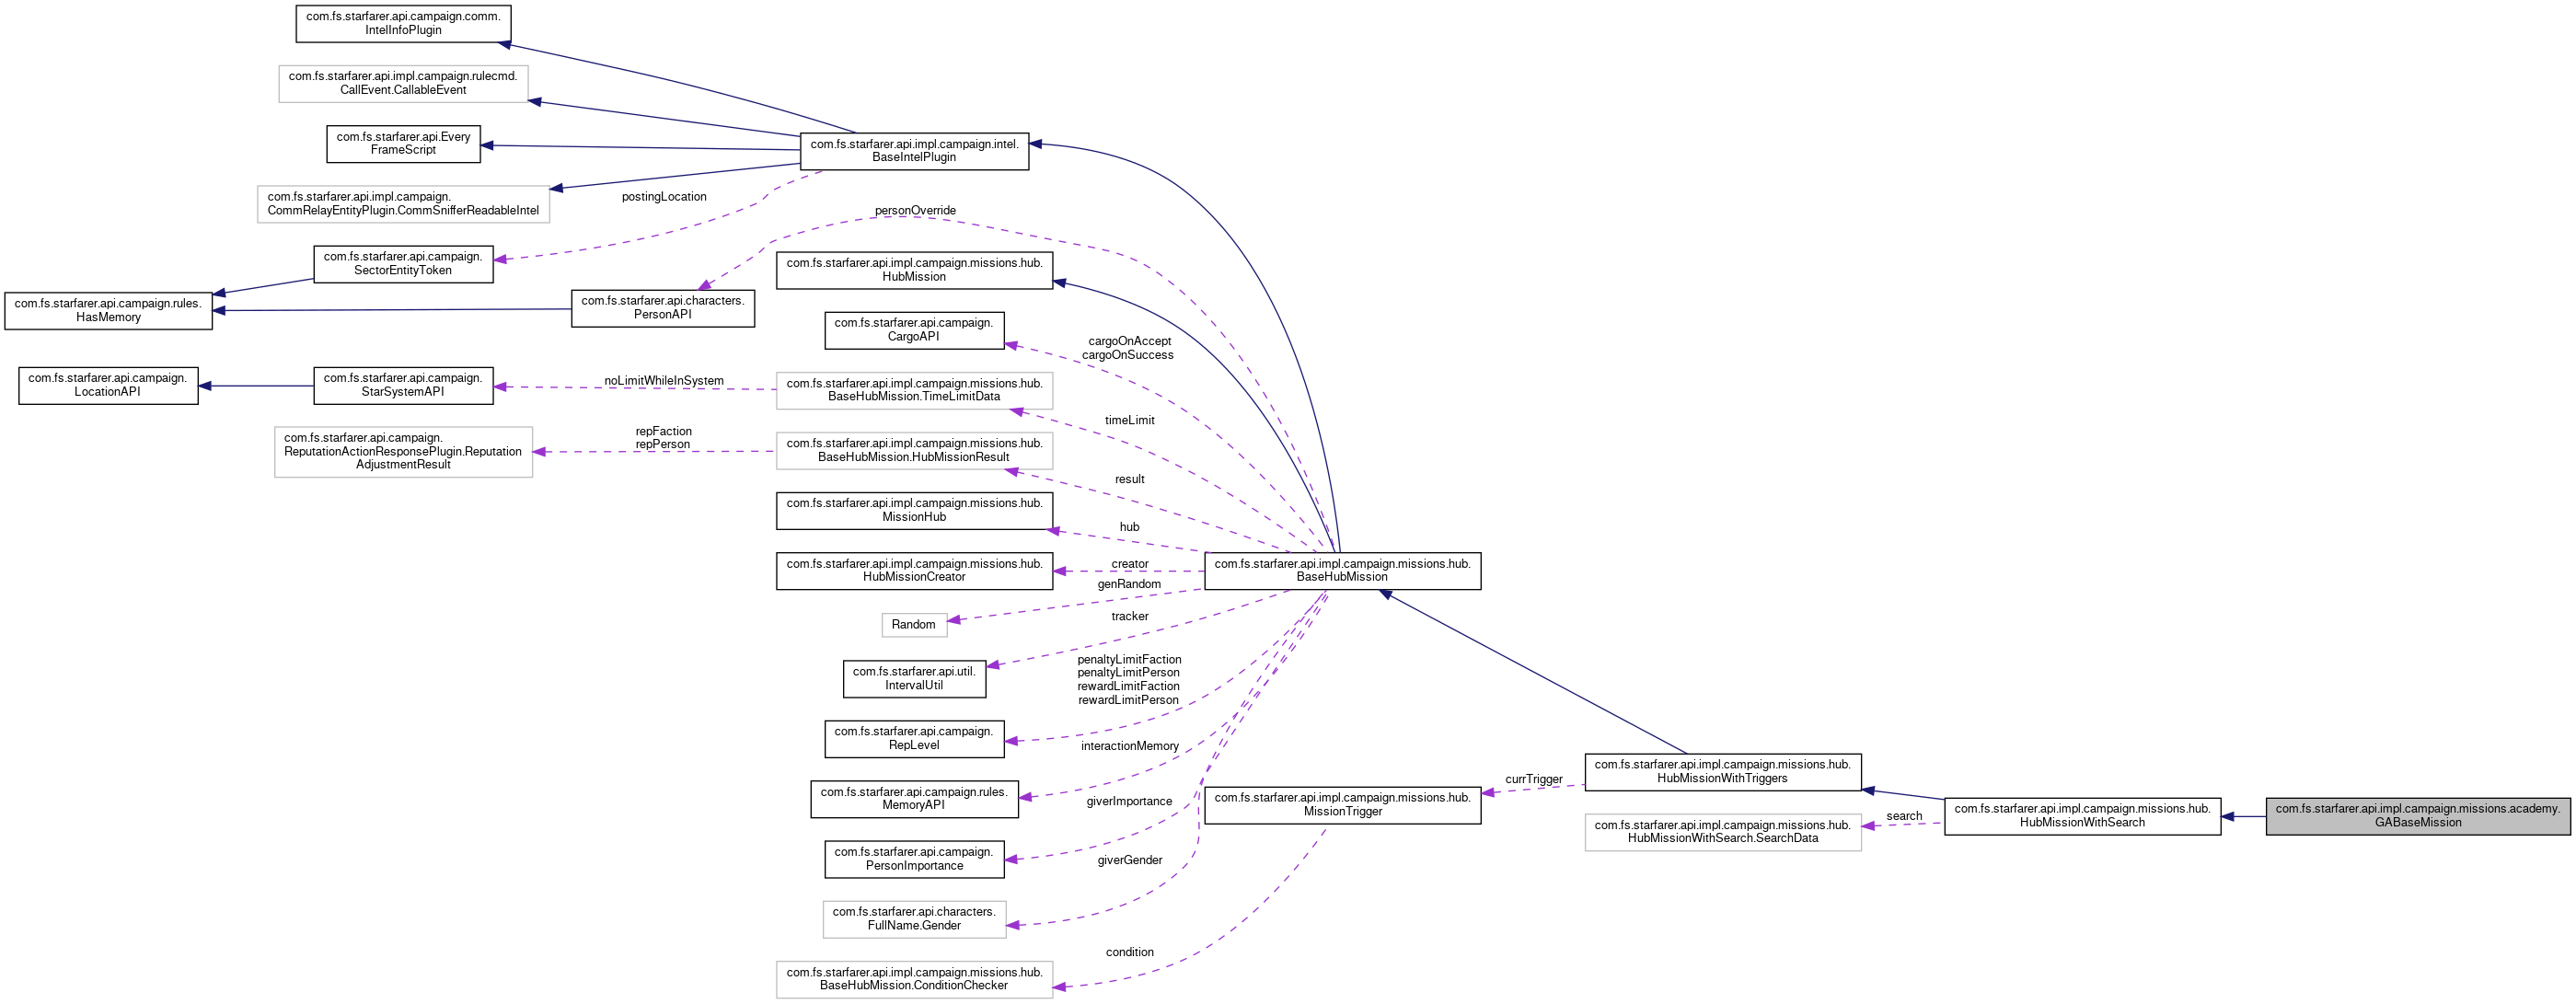 com.fs.starfarer.api.campaign.comm.
IntelInfoPlugin
com.fs.starfarer.api.impl.campaign.rulecmd.
CallEvent.CallableEvent
com.fs.starfarer.api.Every
FrameScript
com.fs.starfarer.api.impl.campaign.intel.
BaseIntelPlugin
com.fs.starfarer.api.impl.campaign.
CommRelayEntityPlugin.CommSnifferReadableIntel
postingLocation
personOverride
com.fs.starfarer.api.campaign.
SectorEntityToken
com.fs.starfarer.api.impl.campaign.missions.hub.
HubMission
com.fs.starfarer.api.campaign.rules.
HasMemory
com.fs.starfarer.api.characters.
PersonAPI
com.fs.starfarer.api.campaign.
CargoAPI
cargoOnAccept
cargoOnSuccess
com.fs.starfarer.api.campaign.
LocationAPI
com.fs.starfarer.api.campaign.
StarSystemAPI
noLimitWhileInSystem
com.fs.starfarer.api.impl.campaign.missions.hub.
BaseHubMission.TimeLimitData
timeLimit
com.fs.starfarer.api.campaign.
ReputationActionResponsePlugin.Reputation
AdjustmentResult
repFaction
repPerson
com.fs.starfarer.api.impl.campaign.missions.hub.
BaseHubMission.HubMissionResult
result
com.fs.starfarer.api.impl.campaign.missions.hub.
MissionHub
hub
com.fs.starfarer.api.impl.campaign.missions.hub.
HubMissionCreator
creator
com.fs.starfarer.api.impl.campaign.missions.hub.
BaseHubMission
genRandom
Random
tracker
com.fs.starfarer.api.util.
IntervalUtil
penaltyLimitFaction
penaltyLimitPerson
rewardLimitFaction
rewardLimitPerson
com.fs.starfarer.api.campaign.
RepLevel
interactionMemory
com.fs.starfarer.api.campaign.rules.
MemoryAPI
giverImportance
com.fs.starfarer.api.impl.campaign.missions.hub.
MissionTrigger
currTrigger
com.fs.starfarer.api.impl.campaign.missions.hub.
HubMissionWithTriggers
com.fs.starfarer.api.impl.campaign.missions.hub.
HubMissionWithSearch.SearchData
search
com.fs.starfarer.api.impl.campaign.missions.hub.
HubMissionWithSearch
com.fs.starfarer.api.impl.campaign.missions.academy.
GABaseMission
com.fs.starfarer.api.campaign.
PersonImportance
giverGender
com.fs.starfarer.api.characters.
FullName.Gender
condition
com.fs.starfarer.api.impl.campaign.missions.hub.
BaseHubMission.ConditionChecker